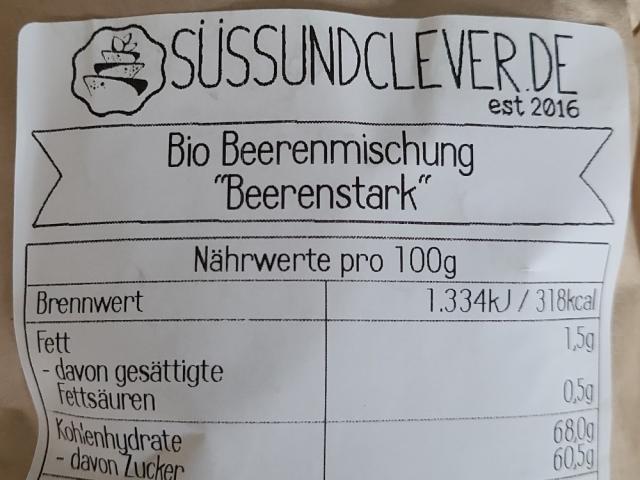 SÜSSUNDCLEVER.DE
est 2016
Bio Beerenmischung
"Beerenstark"
Nährwerte pro 100g
Brennwert 1.334kJ / 318kcal
Fett 1,5g
- davon gesättigte
Fettsäuren 0,5g
Kohlenhydrate 68,0g
- davon Zucker 60,5g